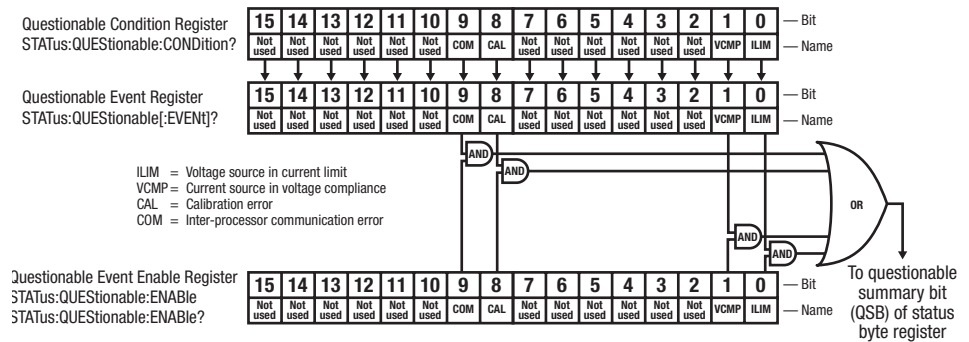 Questionable Condition Register
STATus:QUEStionable:CONDition?
15 14 13 12 11 10 9 8 7 6 5 4 3 2 1 0 — Bit
Not used Not used Not used Not used Not used Not used COM CAL Not used Not used Not used Not used Not used Not used VCMP ILIM — Name
Questionable Event Register
STATus:QUEStionable[:EVENt]?
15 14 13 12 11 10 9 8 7 6 5 4 3 2 1 0 — Bit
Not used Not used Not used Not used Not used Not used COM CAL Not used Not used Not used Not used Not used Not used VCMP ILIM — Name
AND
AND
ILIM = Voltage source in current limit
VCMP = Current source in voltage compliance
CAL = Calibration error
COM = Inter-processor communication error
OR
AND
AND
Questionable Event Enable Register
STATus:QUEStionable:ENABle
STATus:QUEStionable:ENABle?
15 14 13 12 11 10 9 8 7 6 5 4 3 2 1 0 — Bit
Not used Not used Not used Not used Not used Not used COM CAL Not used Not used Not used Not used Not used Not used VCMP ILIM — Name
To questionable
summary bit
(QSB) of status
byte register